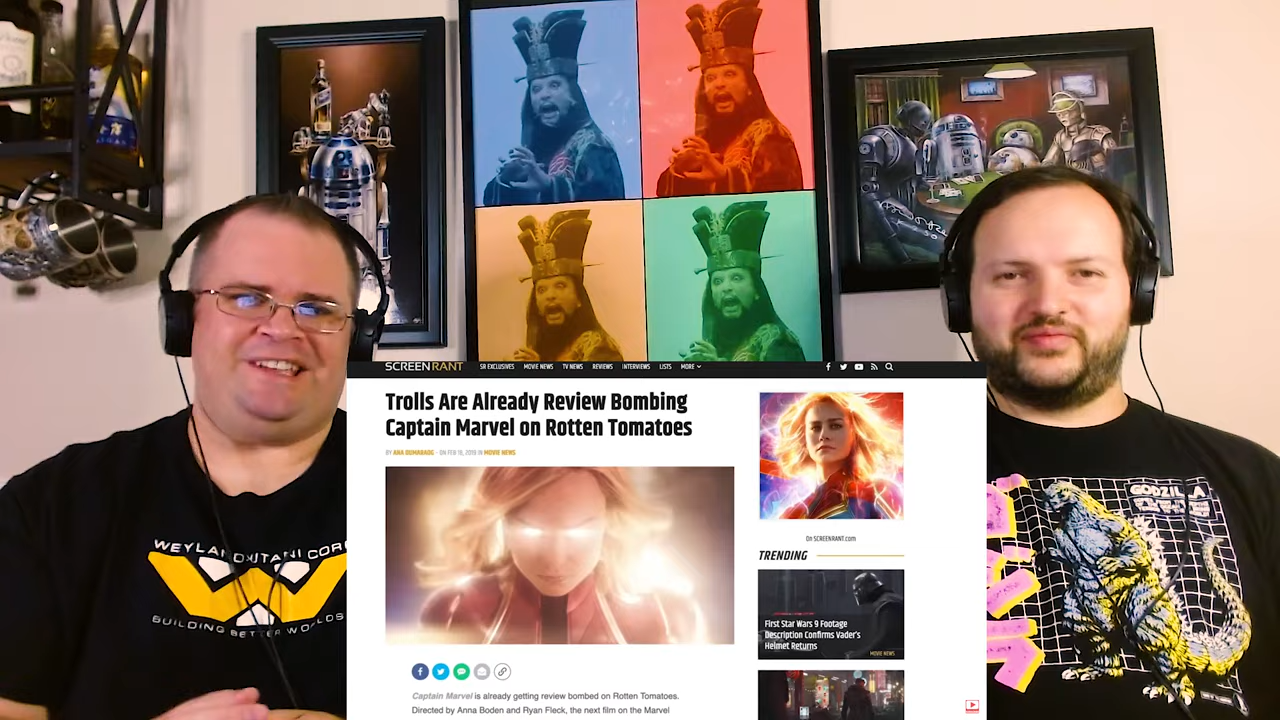 SCREENRANT
SR EXCLUSIVES MOVIE NEWS TV NEWS REVIEWS INTERVIEWS LISTS MORE
Trolls Are Already Review Bombing
Captain Marvel on Rotten Tomatoes
MOVIE NEWS
On SCREENRANT.com
TRENDING
First Star Wars 9 Footage
Description Confirms Vader's
Helmet Returns
MOVIE NEWS
Captain Marvel is already getting review bombed on Rotten Tomatoes.
Directed by Anna Boden and Ryan Fleck, the next film on the Marvel
BUILDING BETTER WORLDS
GODZILLA